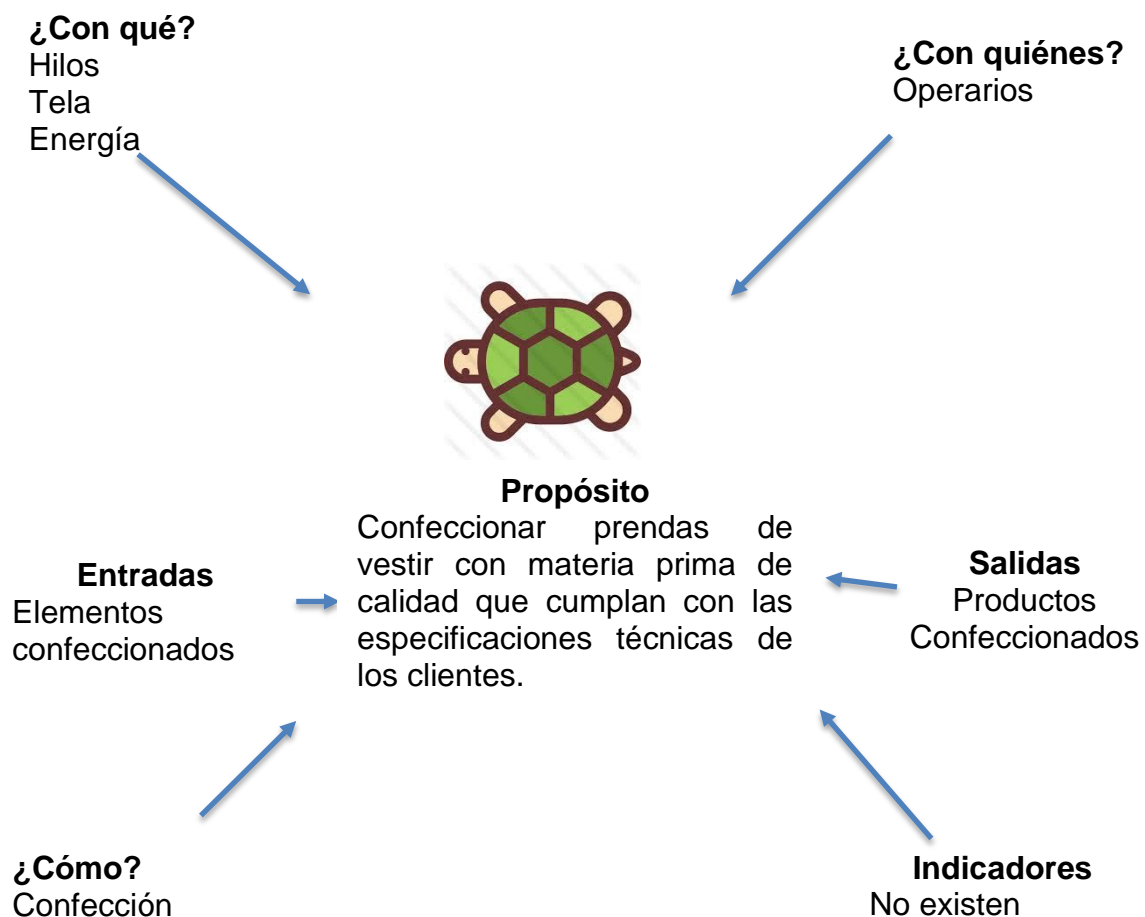 ¿Con qué?
Hilos
Tela
Energía
¿Con quiénes?
Operarios
Propósito
Confeccionar prendas de
vestir con materia prima de
calidad que cumplan con las
especificaciones técnicas de
los clientes.
Entradas
Elementos
confeccionados
Salidas
Productos
Confeccionados
¿Cómo?
Confección
Indicadores
No existen